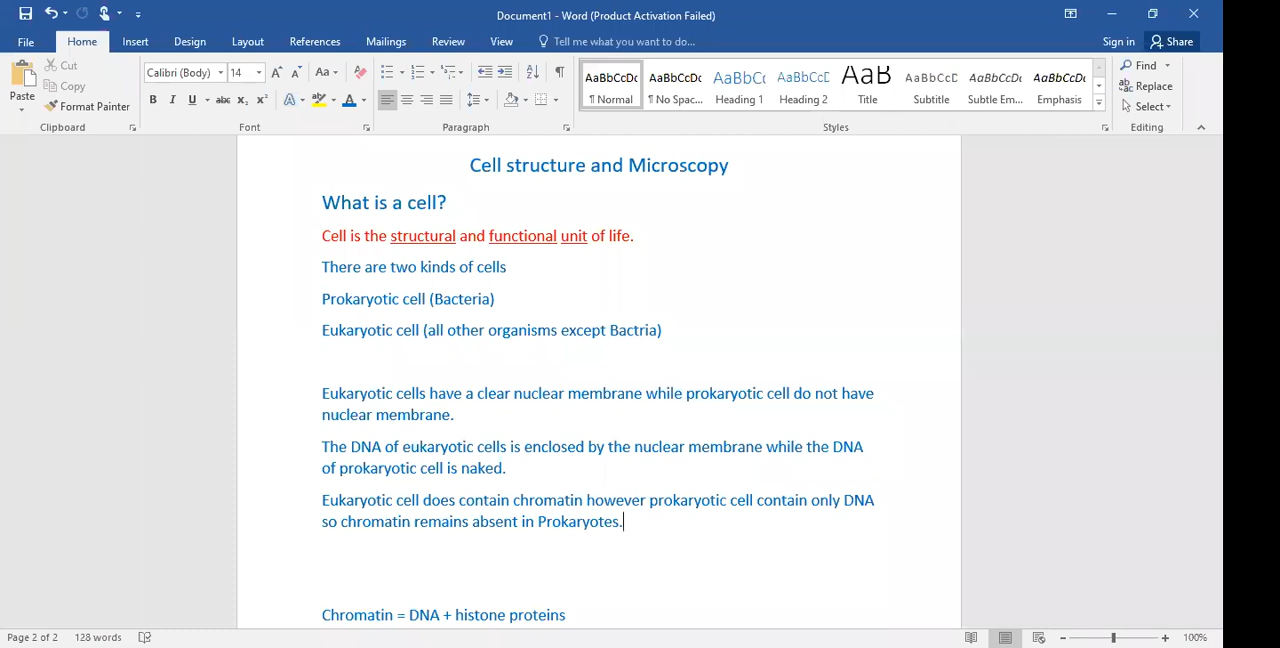 Document1 - Word (Product Activation Failed)
File Home Insert Design Layout References Mailings Review View Tell me what you want to do... Sign in Share
Paste Cut Copy Format Painter
Calibri (Body) 14 Aa
B I U abc x₂ x² A A
AaBbCcDc AaBbCcDc AaBbCc AaBbCcD AaB AaBbCcD AaBbCcDc AaBbCcDc
¶ Normal ¶ No Spac... Heading 1 Heading 2 Title Subtitle Subtle Em... Emphasis
Find Replace Select
Clipboard Font Paragraph Styles Editing
Cell structure and Microscopy
What is a cell?
Cell is the structural and functional unit of life.
There are two kinds of cells
Prokaryotic cell (Bacteria)
Eukaryotic cell (all other organisms except Bactria)
Eukaryotic cells have a clear nuclear membrane while prokaryotic cell do not have
nuclear membrane.
The DNA of eukaryotic cells is enclosed by the nuclear membrane while the DNA
of prokaryotic cell is naked.
Eukaryotic cell does contain chromatin however prokaryotic cell contain only DNA
so chromatin remains absent in Prokaryotes.
Chromatin = DNA + histone proteins
Page 2 of 2 128 words 100%